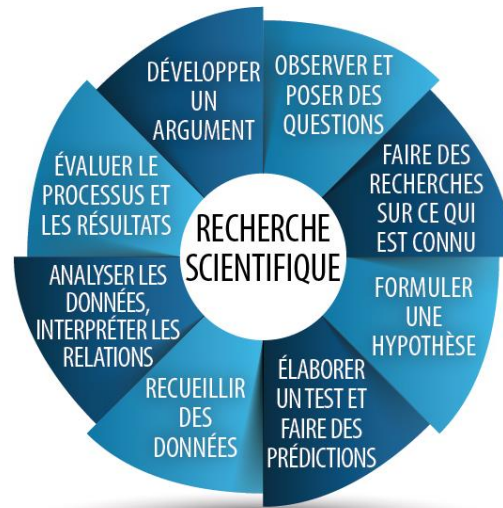 RECHERCHE
SCIENTIFIQUE
OBSERVER ET
POSER DES
QUESTIONS
FAIRE DES
RECHERCHES
SUR CE QUI
EST CONNU
FORMULER
UNE
HYPOTHÈSE
ÉLABORER
UN TEST ET
FAIRE DES
PRÉDICTIONS
RECUEILLIR
DES
DONNÉES
ANALYSER LES
DONNÉES,
INTERPRÉTER LES
RELATIONS
ÉVALUER LE
PROCESSUS ET
LES RÉSULTATS
DÉVELOPPER
UN
ARGUMENT